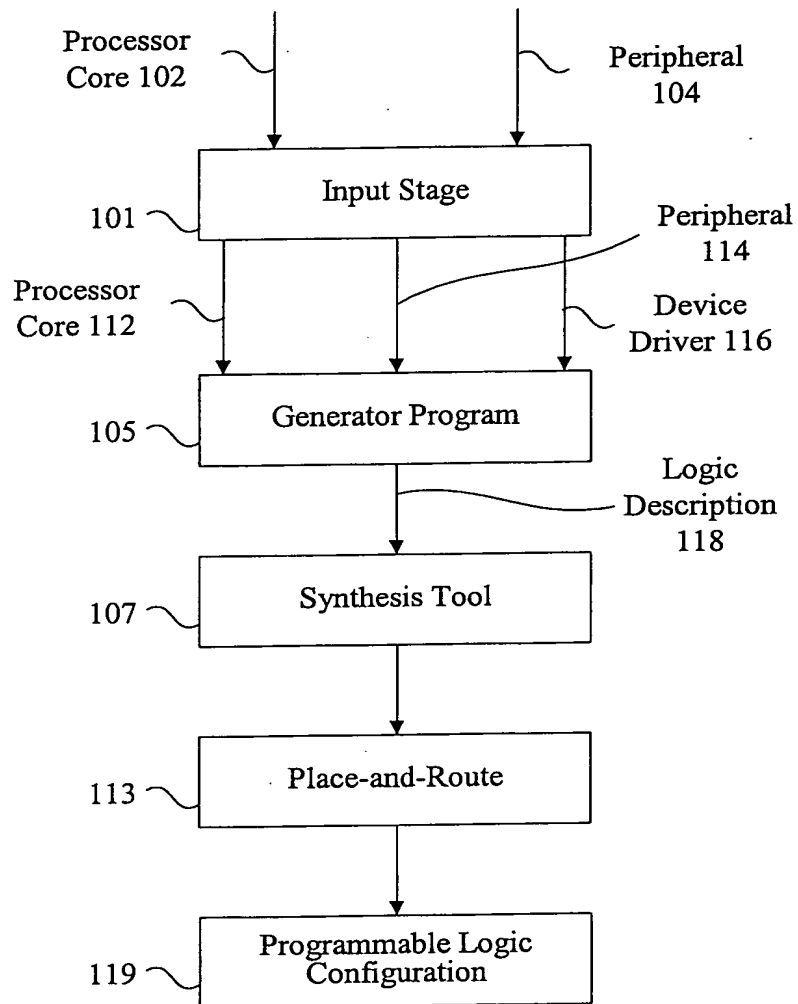 Processor
Core 102
Peripheral
104
Input Stage
101
Peripheral
114
Processor
Core 112
Device
Driver 116
Generator Program
105
Logic
Description
118
Synthesis Tool
107
Place-and-Route
113
Programmable Logic
Configuration
119